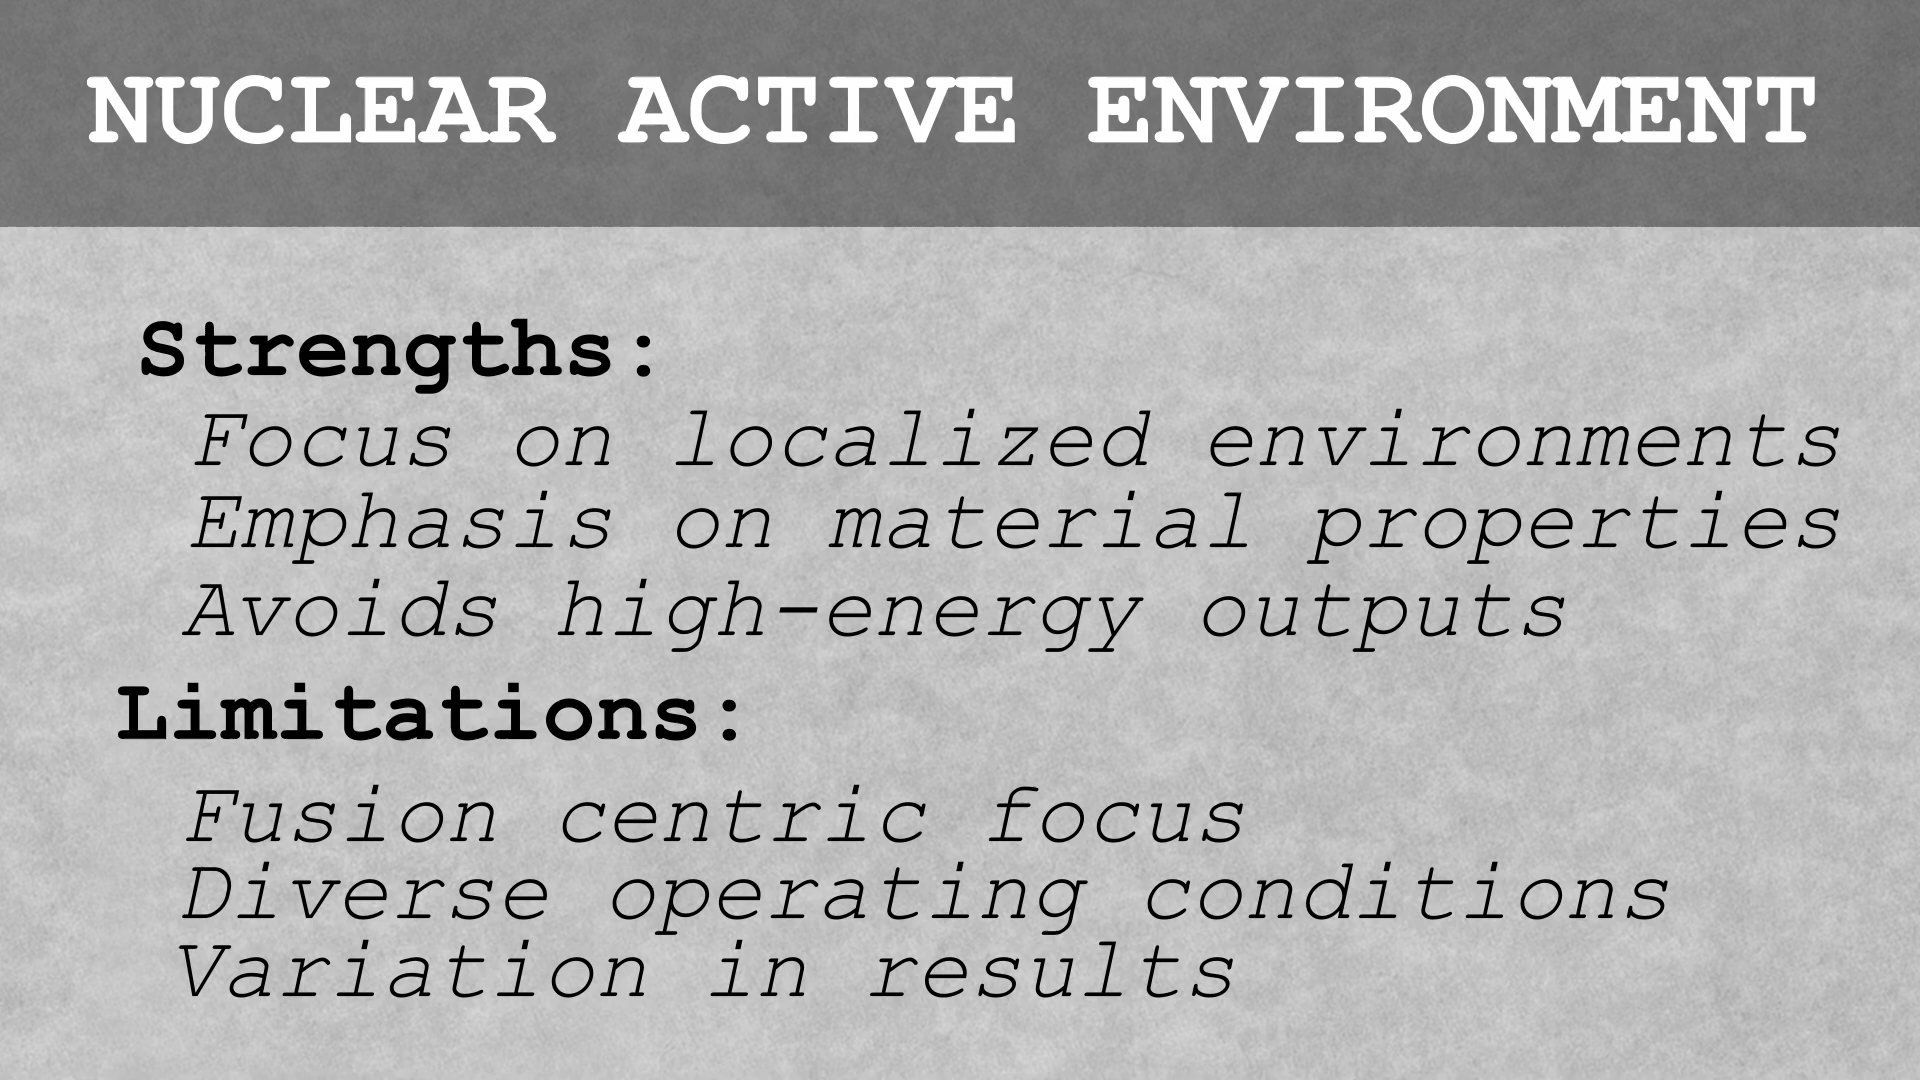 NUCLEAR ACTIVE ENVIRONMENT
Strengths:
Focus on localized environments
Emphasis on material properties
Avoids high-energy outputs
Limitations:
Fusion centric focus
Diverse operating conditions
Variation in results